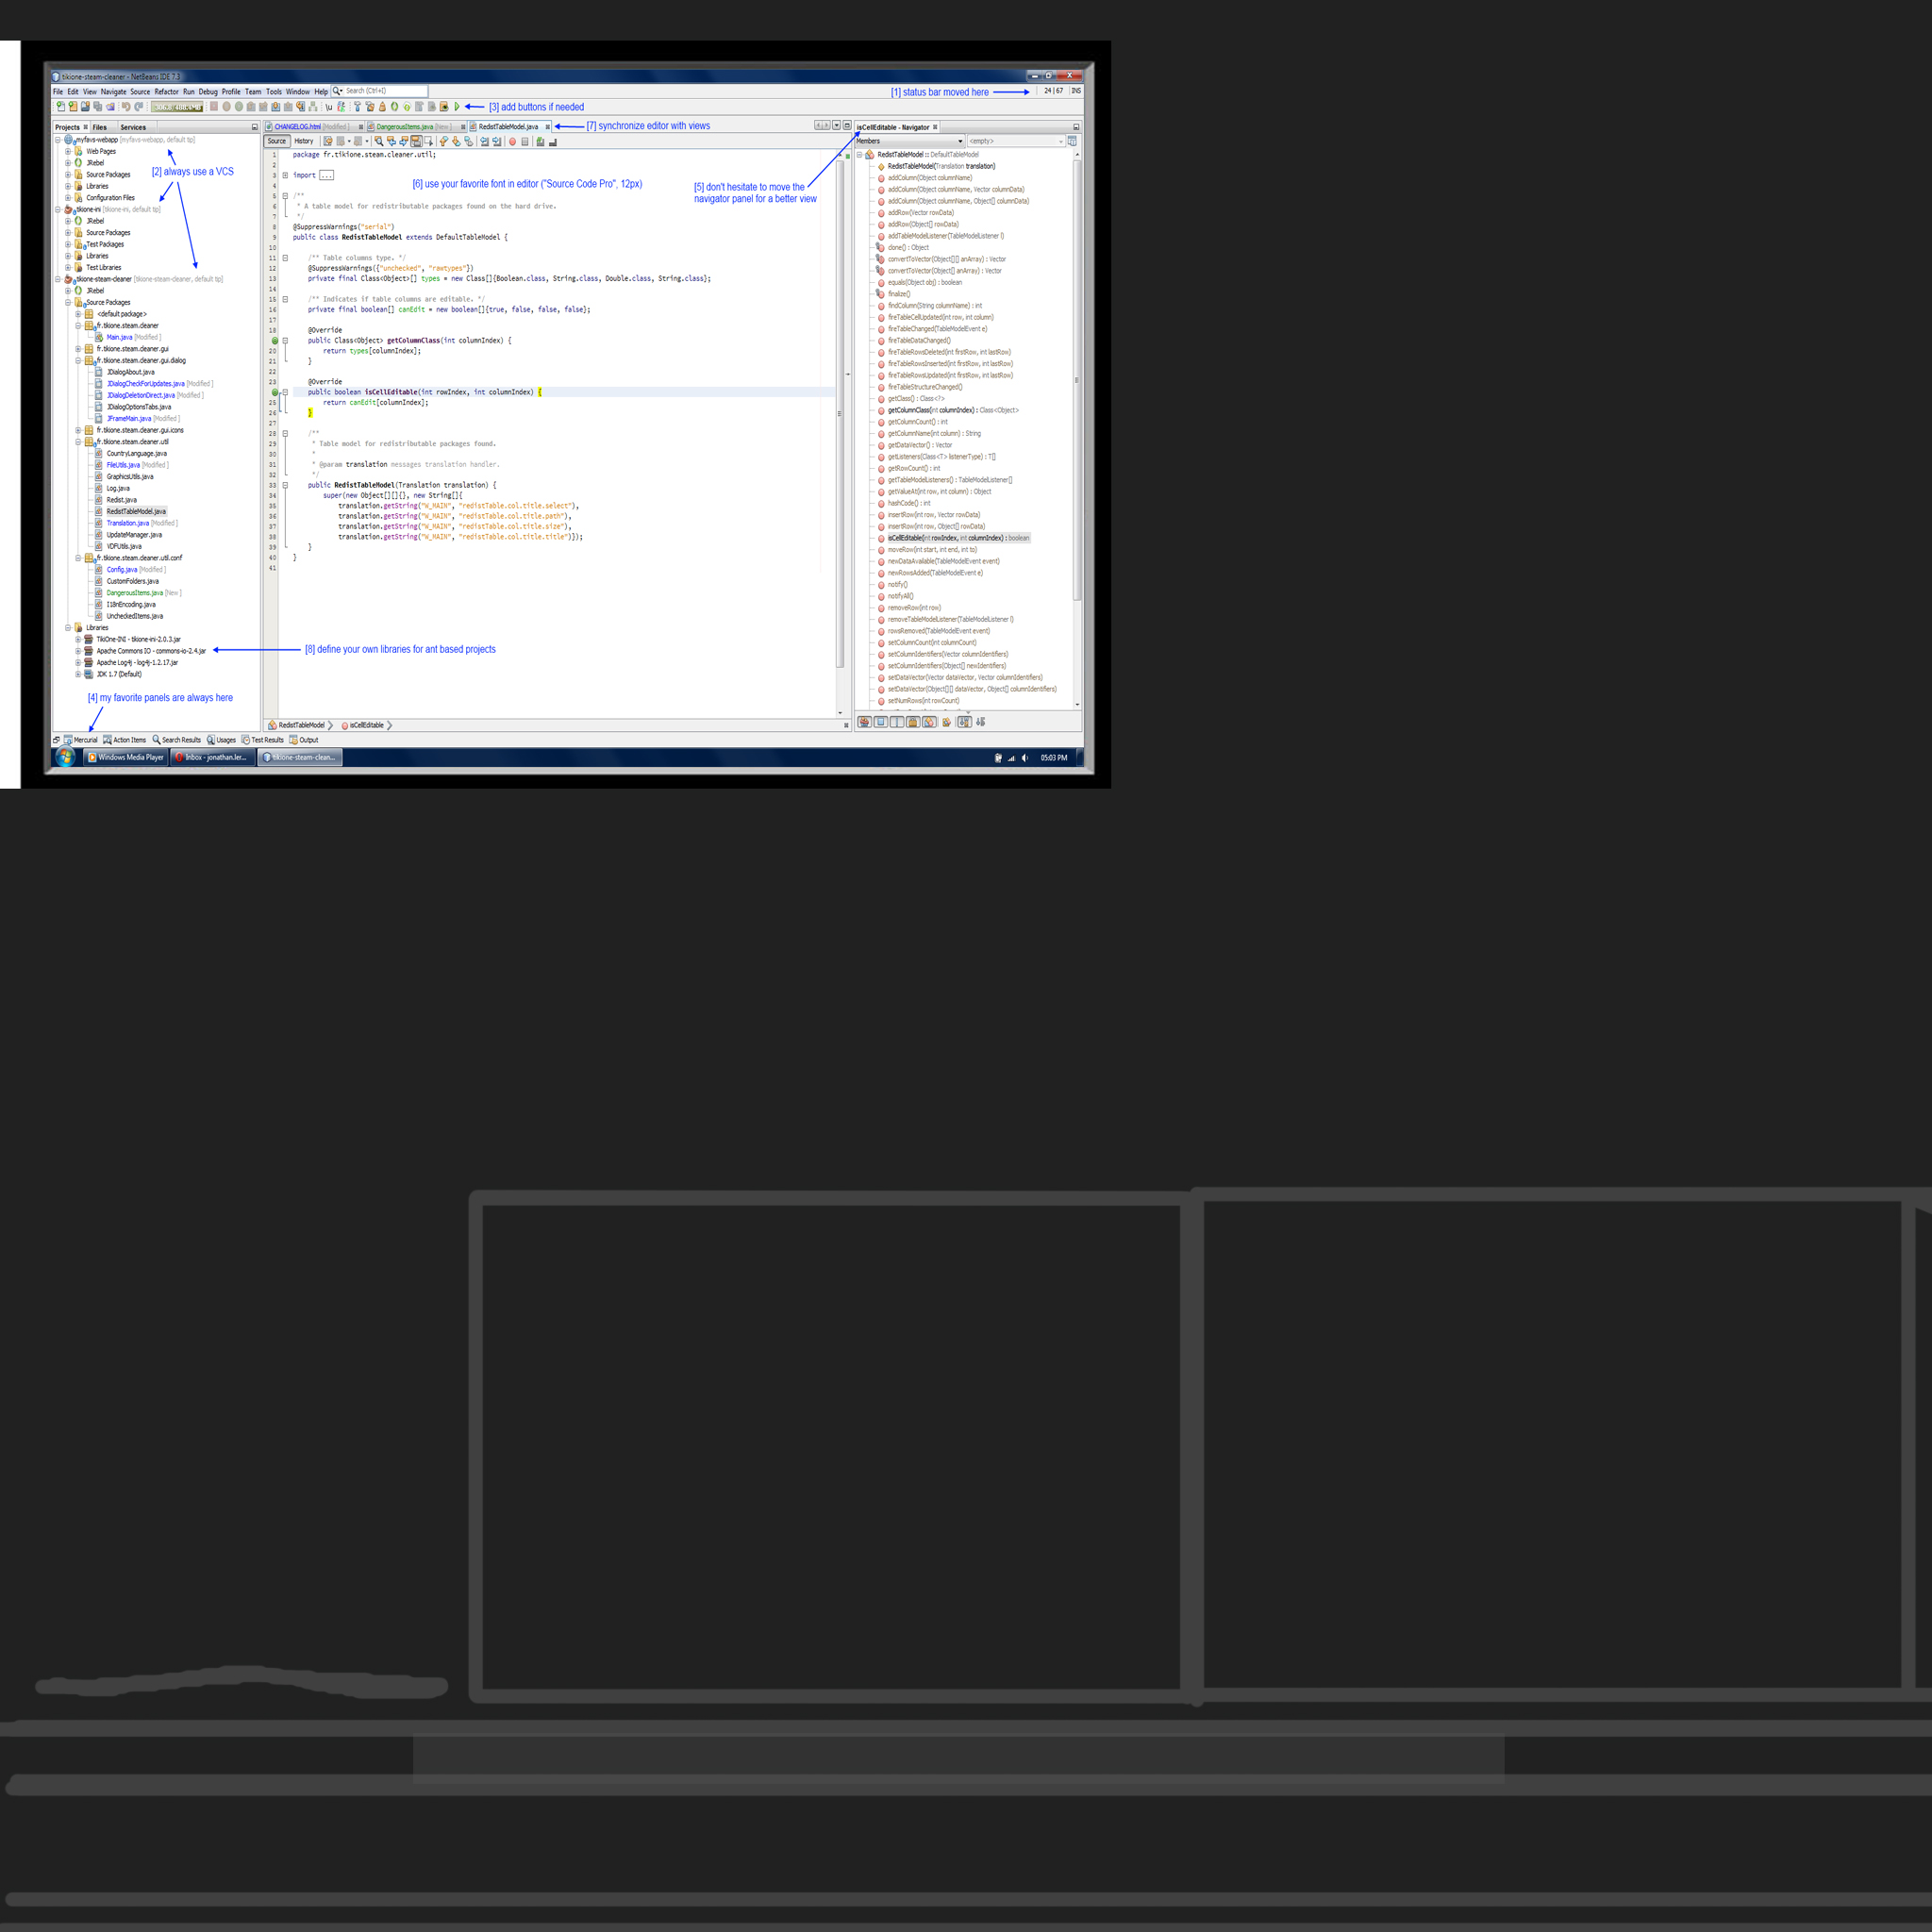 tikione-steam-cleaner - NetBeans IDE 7.3
File Edit View Navigate Source Refactor Run Debug Profile Team Tools Window Help Search (Ctrl+I)
[1] status bar moved here
24|67 INS
[3] add buttons if needed
Projects Files Services
CHANGELOG.html [Modified ] DangerousItems.java [New ] RedistTableModel.java
[7] synchronize editor with views
isCellEditable - Navigator
Source History
Members <empty>
myfavs-webapp [myfavs-webapp, default tip]
Web Pages
JRebel
Source Packages
Libraries
Configuration Files
[2] always use a VCS
tikione-ini [tikione-ini, default tip]
JRebel
Source Packages
Test Packages
Libraries
Test Libraries
tikione-steam-cleaner [tikione-steam-cleaner, default tip]
JRebel
Source Packages
<default package>
fr.tikione.steam.cleaner
Main.java [Modified ]
fr.tikione.steam.cleaner.gui
fr.tikione.steam.cleaner.gui.dialog
JDialogAbout.java
JDialogCheckForUpdates.java [Modified ]
JDialogDeletionDirect.java [Modified ]
JDialogOptionsTabs.java
JFrameMain.java [Modified ]
fr.tikione.steam.cleaner.gui.icons
fr.tikione.steam.cleaner.util
CountryLanguage.java
FileUtils.java [Modified ]
GraphicsUtils.java
Log.java
Redist.java
RedistTableModel.java
Translation.java [Modified ]
UpdateManager.java
VDFUtils.java
fr.tikione.steam.cleaner.util.conf
Config.java [Modified ]
CustomFolders.java
DangerousItems.java [New ]
I18nEncoding.java
UncheckedItems.java
Libraries
TikiOne-INI - tikione-ini-2.0.3.jar
Apache Commons IO - commons-io-2.4.jar
Apache Log4j - log4j-1.2.17.jar
JDK 1.7 (Default)
[4] my favorite panels are always here
1 package fr.tikione.steam.cleaner.util;
2
3 import ...
4
[6] use your favorite font in editor ("Source Code Pro", 12px)
[5] don't hesitate to move the
navigator panel for a better view
5 /**
6 * A table model for redistributable packages found on the hard drive.
7 */
8 @SuppressWarnings("serial")
9 public class RedistTableModel extends DefaultTableModel {
10
11 /** Table columns type. */
12 @SuppressWarnings({"unchecked", "rawtypes"})
13 private final Class<Object>[] types = new Class[]{Boolean.class, String.class, Double.class, String.class};
14
15 /** Indicates if table columns are editable. */
16 private final boolean[] canEdit = new boolean[]{true, false, false, false};
17
18 @Override
public Class<Object> getColumnClass(int columnIndex) {
20 return types[columnIndex];
21 }
22
23 @Override
public boolean isCellEditable(int rowIndex, int columnIndex) {
25 return canEdit[columnIndex];
26 }
27
28 /**
29 * Table model for redistributable packages found.
30 *
31 * @param translation messages translation handler.
32 */
33 public RedistTableModel(Translation translation) {
34 super(new Object[][]{}, new String[]{
35 translation.getString("W_MAIN", "redistTable.col.title.select"),
36 translation.getString("W_MAIN", "redistTable.col.title.path"),
37 translation.getString("W_MAIN", "redistTable.col.title.size"),
38 translation.getString("W_MAIN", "redistTable.col.title.title")});
39 }
40 }
41
[8] define your own libraries for ant based projects
RedistTableModel isCellEditable
RedistTableModel :: DefaultTableModel
RedistTableModel(Translation translation)
addColumn(Object columnName)
addColumn(Object columnName, Vector columnData)
addColumn(Object columnName, Object[] columnData)
addRow(Vector rowData)
addRow(Object[] rowData)
addTableModelListener(TableModelListener l)
clone() : Object
convertToVector(Object[][] anArray) : Vector
convertToVector(Object[] anArray) : Vector
equals(Object obj) : boolean
finalize()
findColumn(String columnName) : int
fireTableCellUpdated(int row, int column)
fireTableChanged(TableModelEvent e)
fireTableDataChanged()
fireTableRowsDeleted(int firstRow, int lastRow)
fireTableRowsInserted(int firstRow, int lastRow)
fireTableRowsUpdated(int firstRow, int lastRow)
fireTableStructureChanged()
getClass() : Class<?>
getColumnClass(int columnIndex) : Class<Object>
getColumnCount() : int
getColumnName(int column) : String
getDataVector() : Vector
getListeners(Class<T> listenerType) : T[]
getRowCount() : int
getTableModelListeners() : TableModelListener[]
getValueAt(int row, int column) : Object
hashCode() : int
insertRow(int row, Vector rowData)
insertRow(int row, Object[] rowData)
isCellEditable(int rowIndex, int columnIndex) : boolean
moveRow(int start, int end, int to)
newDataAvailable(TableModelEvent event)
newRowsAdded(TableModelEvent e)
notify()
notifyAll()
removeRow(int row)
removeTableModelListener(TableModelListener l)
rowsRemoved(TableModelEvent event)
setColumnCount(int columnCount)
setColumnIdentifiers(Vector columnIdentifiers)
setColumnIdentifiers(Object[] newIdentifiers)
setDataVector(Vector dataVector, Vector columnIdentifiers)
setDataVector(Object[][] dataVector, Object[] columnIdentifiers)
setNumRows(int rowCount)
Mercurial Action Items Search Results Usages Test Results Output
Windows Media Player Inbox - jonathan.ler... tikione-steam-clean...
05:03 PM